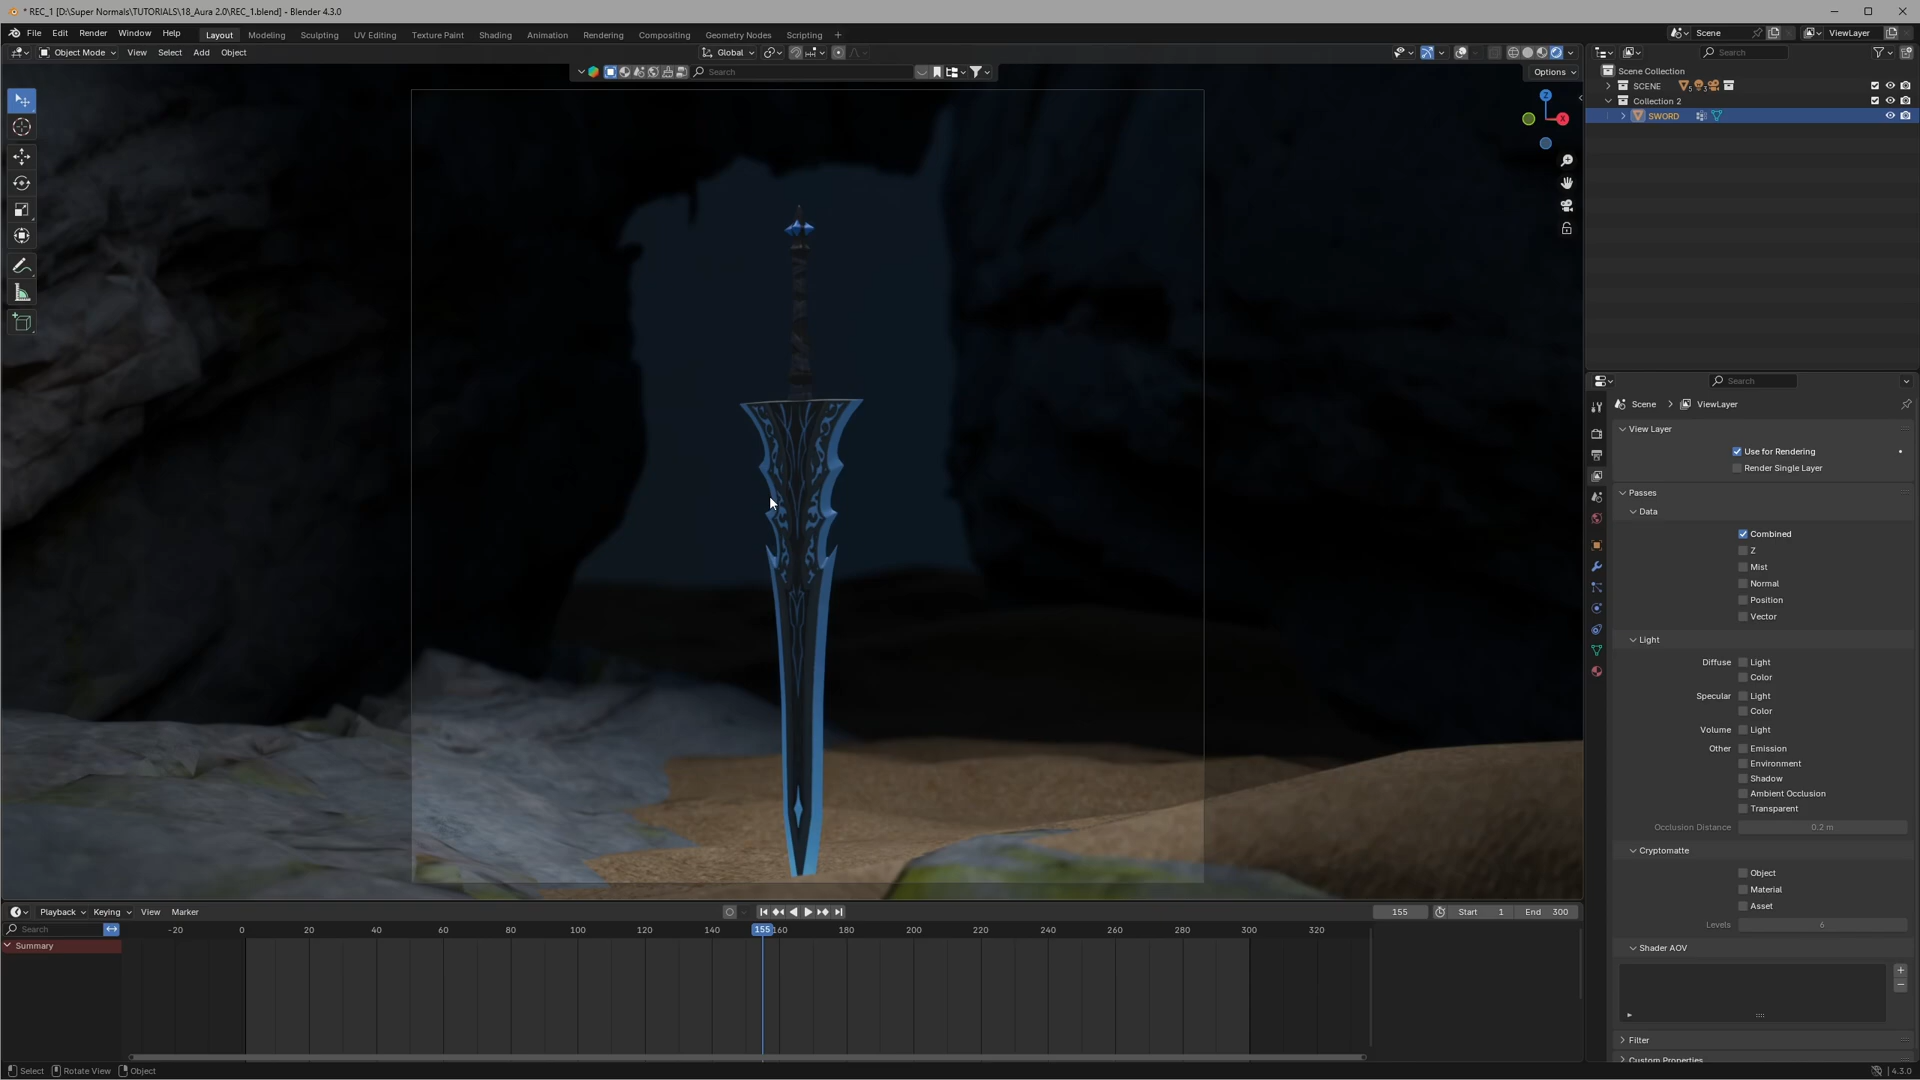 * REC_1 [D:\Super Normals\TUTORIALS\18_Aura 2.0\REC_1.blend] - Blender 4.3.0
File Edit Render Window Help Layout Modeling Sculpting UV Editing Texture Paint Shading Animation Rendering Compositing Geometry Nodes Scripting + Scene ViewLayer
Object Mode View Select Add Object Global Search
Search Options
Scene Collection
SCENE 5 3
Collection 2
SWORD
Z
X
Search
Scene > ViewLayer
View Layer
Use for Rendering
Render Single Layer
Passes
Data
Combined
Z
Mist
Normal
Position
Vector
Light
Diffuse Light
Color
Specular Light
Color
Volume Light
Other Emission
Environment
Shadow
Ambient Occlusion
Transparent
Occlusion Distance 0.2 m
Cryptomatte
Object
Material
Asset
Levels 6
Shader AOV
Filter
Custom Properties
Playback Keying View Marker 155 Start 1 End 300
Search -20 0 20 40 60 80 100 120 140 155 160 180 200 220 240 260 280 300 320
Summary
Select Rotate View Object 4.3.0